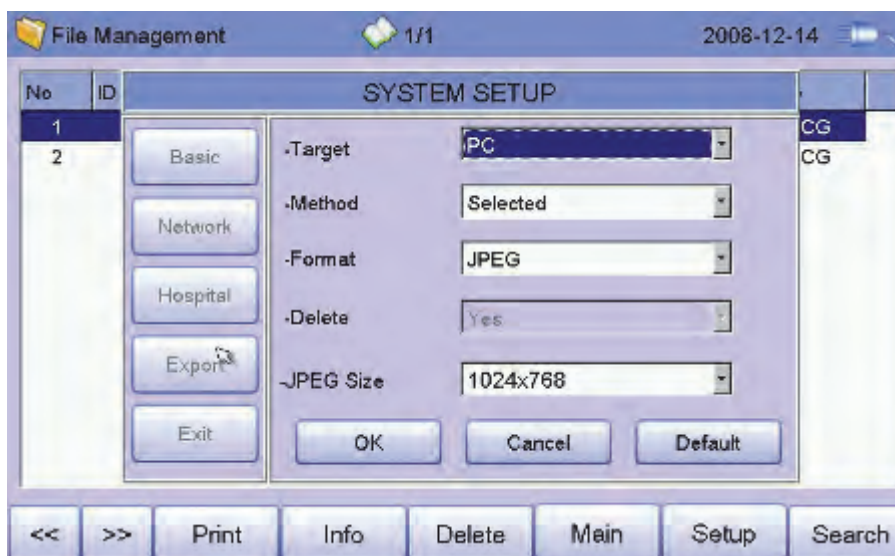 File Management 1/1 2008-12-14
No ID SYSTEM SETUP
1 CG
2 CG
Basic
Network
Hospital
Export
Exit
-Target PC
-Method Selected
-Format JPEG
-Delete Yes
-JPEG Size 1024x768
OK Cancel Default
<< >> Print Info Delete Main Setup Search